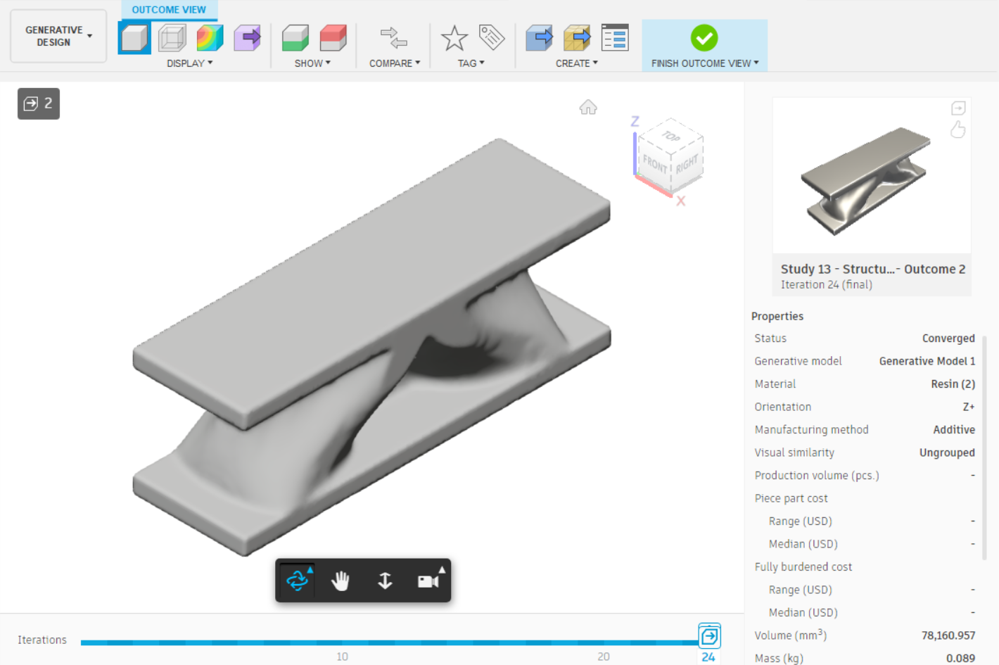 OUTCOME VIEW
GENERATIVE
DESIGN
DISPLAY
SHOW
COMPARE
TAG
CREATE
FINISH OUTCOME VIEW
2
Z
TOP
FRONT
RIGHT
X
Study 13 - Structu...- Outcome 2
Iteration 24 (final)
Properties
Status Converged
Generative model Generative Model 1
Material Resin (2)
Orientation Z+
Manufacturing method Additive
Visual similarity Ungrouped
Production volume (pcs.) -
Piece part cost
Range (USD) -
Median (USD) -
Fully burdened cost
Range (USD) -
Median (USD) -
Volume (mm³) 78,160.957
Mass (kg) 0.089
Iterations
10 20 24